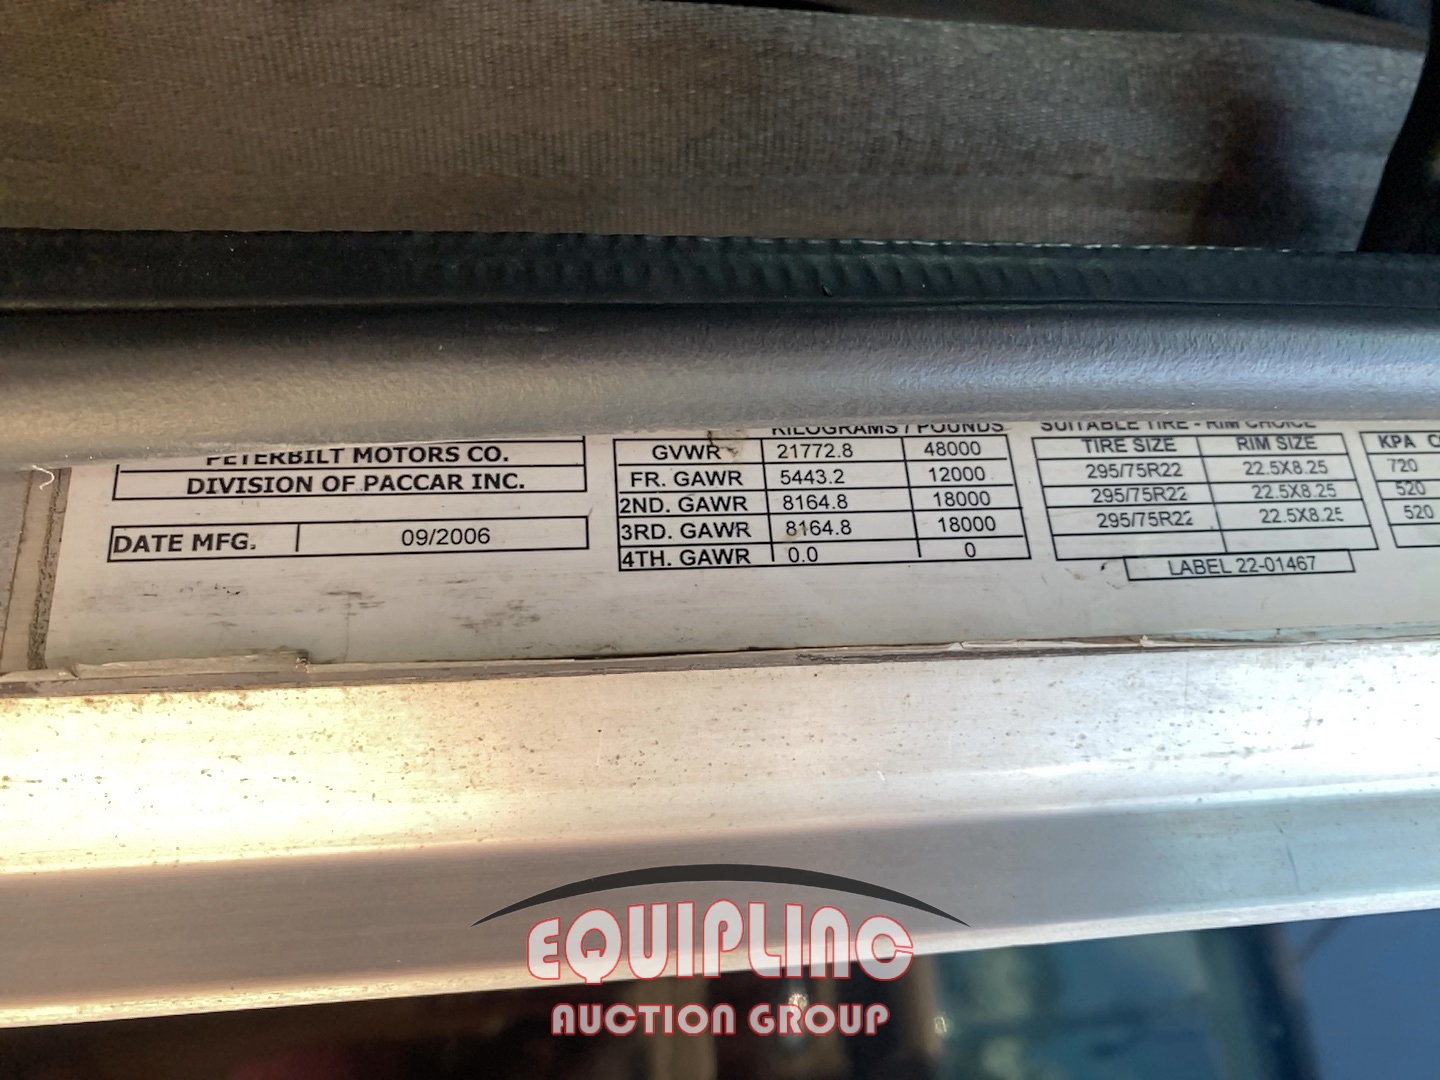 PETERBILT MOTORS CO.
DIVISION OF PACCAR INC.
DATE MFG. 09/2006
KILOGRAMS / POUNDS
GVWR 21772.8 48000
FR. GAWR 5443.2 12000
2ND. GAWR 8164.8 18000
3RD. GAWR 8164.8 18000
4TH. GAWR 0.0 0
SUITABLE TIRE - RIM CHOICE
TIRE SIZE RIM SIZE
295/75R22 22.5X8.25
295/75R22 22.5X8.25
295/75R22 22.5X8.25
LABEL 22-01467
KPA
720
520
520
EQUIPLINC
AUCTION GROUP